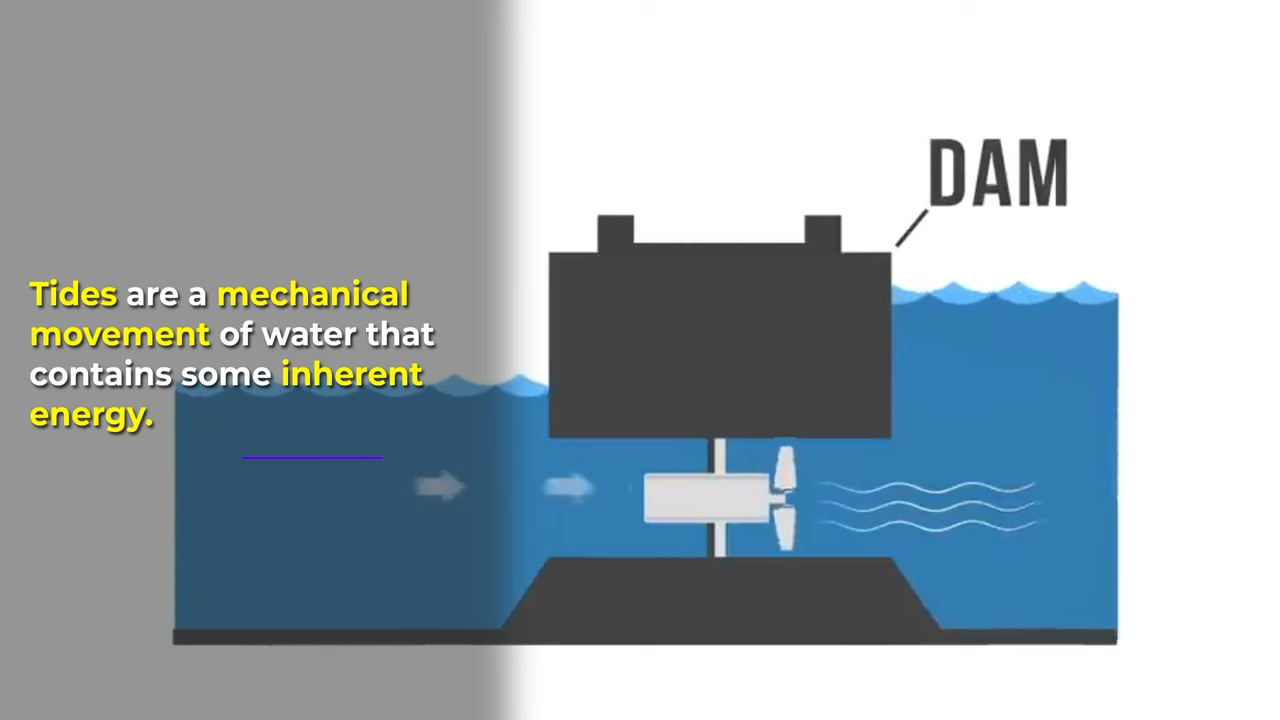 DAM
Tides are a mechanical
movement of water that
contains some inherent
energy.